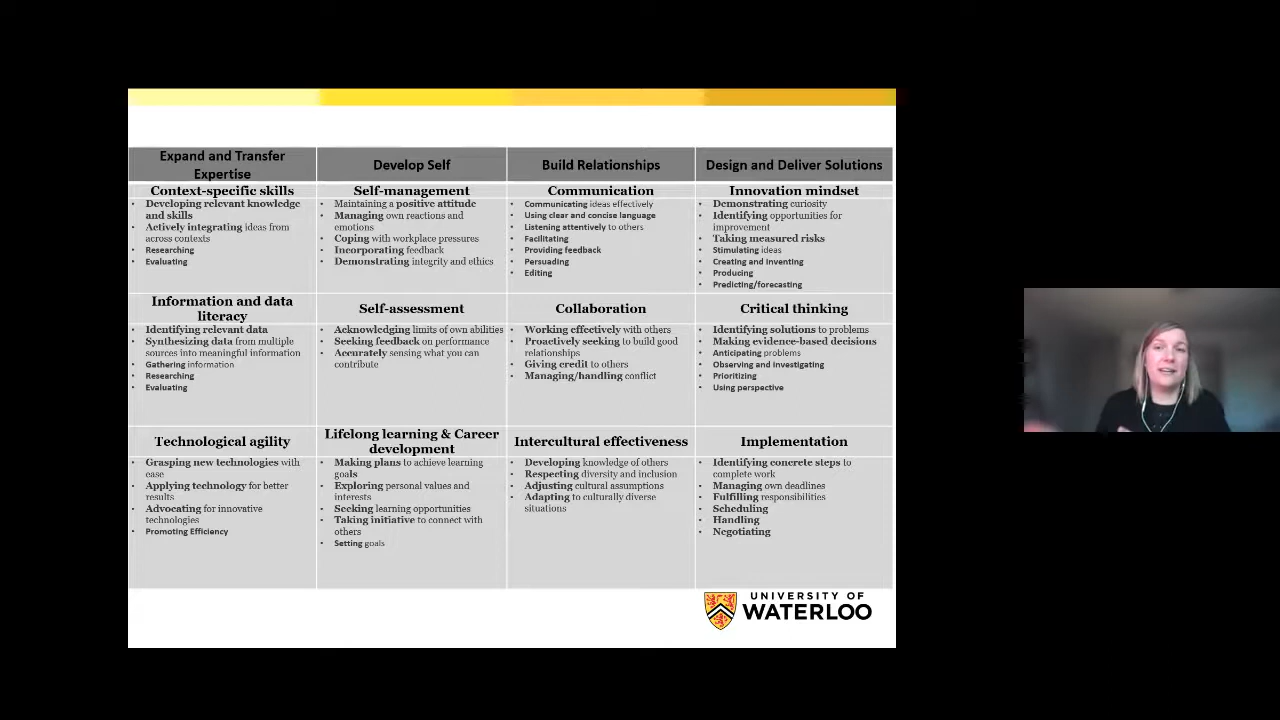 Expand and Transfer
Expertise
Develop Self
Build Relationships
Design and Deliver Solutions
Context-specific skills
• Developing relevant knowledge
and skills
• Actively integrating ideas from
across contexts
• Researching
• Evaluating
Self-management
• Maintaining a positive attitude
• Managing own reactions and
emotions
• Coping with workplace pressures
• Incorporating feedback
• Demonstrating integrity and ethics
Communication
• Communicating ideas effectively
• Using clear and concise language
• Listening attentively to others
• Facilitating
• Providing feedback
• Persuading
• Editing
Innovation mindset
• Demonstrating curiosity
• Identifying opportunities for
improvement
• Taking measured risks
• Stimulating ideas
• Creating and inventing
• Producing
• Predicting/forecasting
Information and data
literacy
• Identifying relevant data
• Synthesizing data from multiple
sources into meaningful information
• Gathering information
• Researching
• Evaluating
Self-assessment
• Acknowledging limits of own abilities
• Seeking feedback on performance
• Accurately sensing what you can
contribute
Collaboration
• Working effectively with others
• Proactively seeking to build good
relationships
• Giving credit to others
• Managing/handling conflict
Critical thinking
• Identifying solutions to problems
• Making evidence-based decisions
• Anticipating problems
• Observing and investigating
• Prioritizing
• Using perspective
Technological agility
• Grasping new technologies with
ease
• Applying technology for better
results
• Advocating for innovative
technologies
• Promoting Efficiency
Lifelong learning & Career
development
• Making plans to achieve learning
goals
• Exploring personal values and
interests
• Seeking learning opportunities
• Taking initiative to connect with
others
• Setting goals
Intercultural effectiveness
• Developing knowledge of others
• Respecting diversity and inclusion
• Adjusting cultural assumptions
• Adapting to culturally diverse
situations
Implementation
• Identifying concrete steps to
complete work
• Managing own deadlines
• Fulfilling responsibilities
• Scheduling
• Handling
• Negotiating
UNIVERSITY OF
WATERLOO